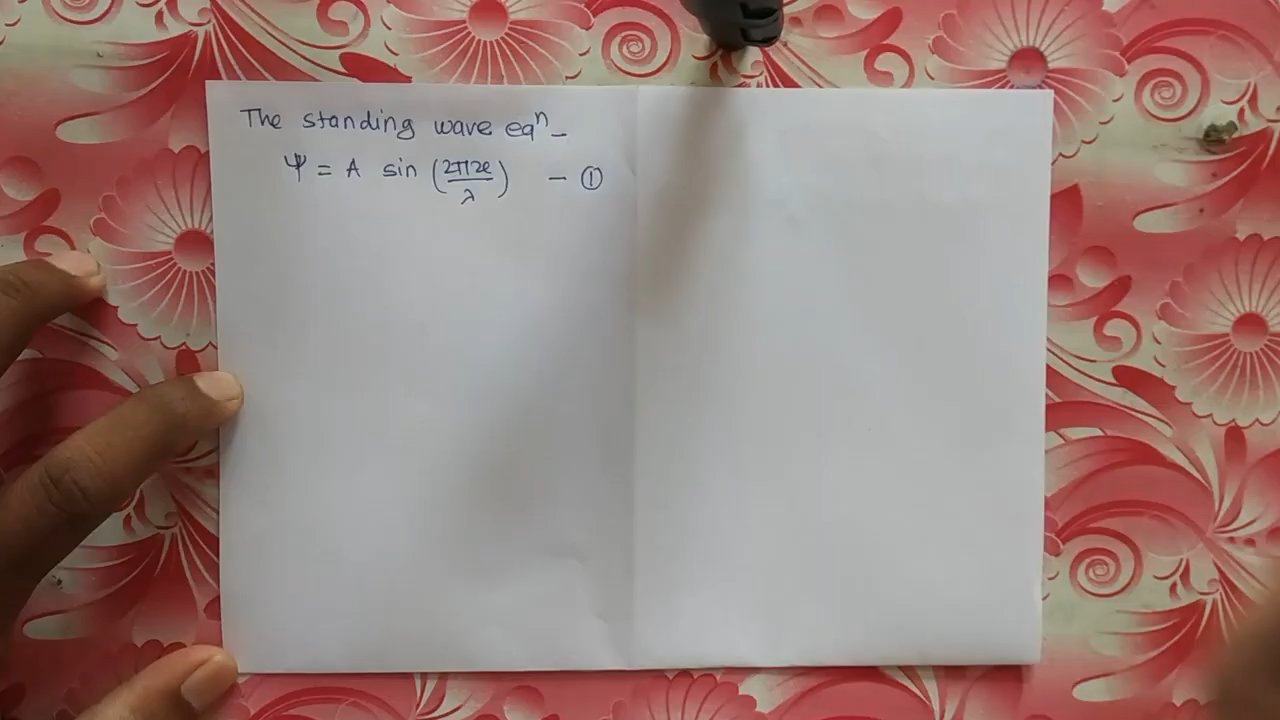 The standing wave eqⁿ–
ψ = A sin (2πx/λ) – ①